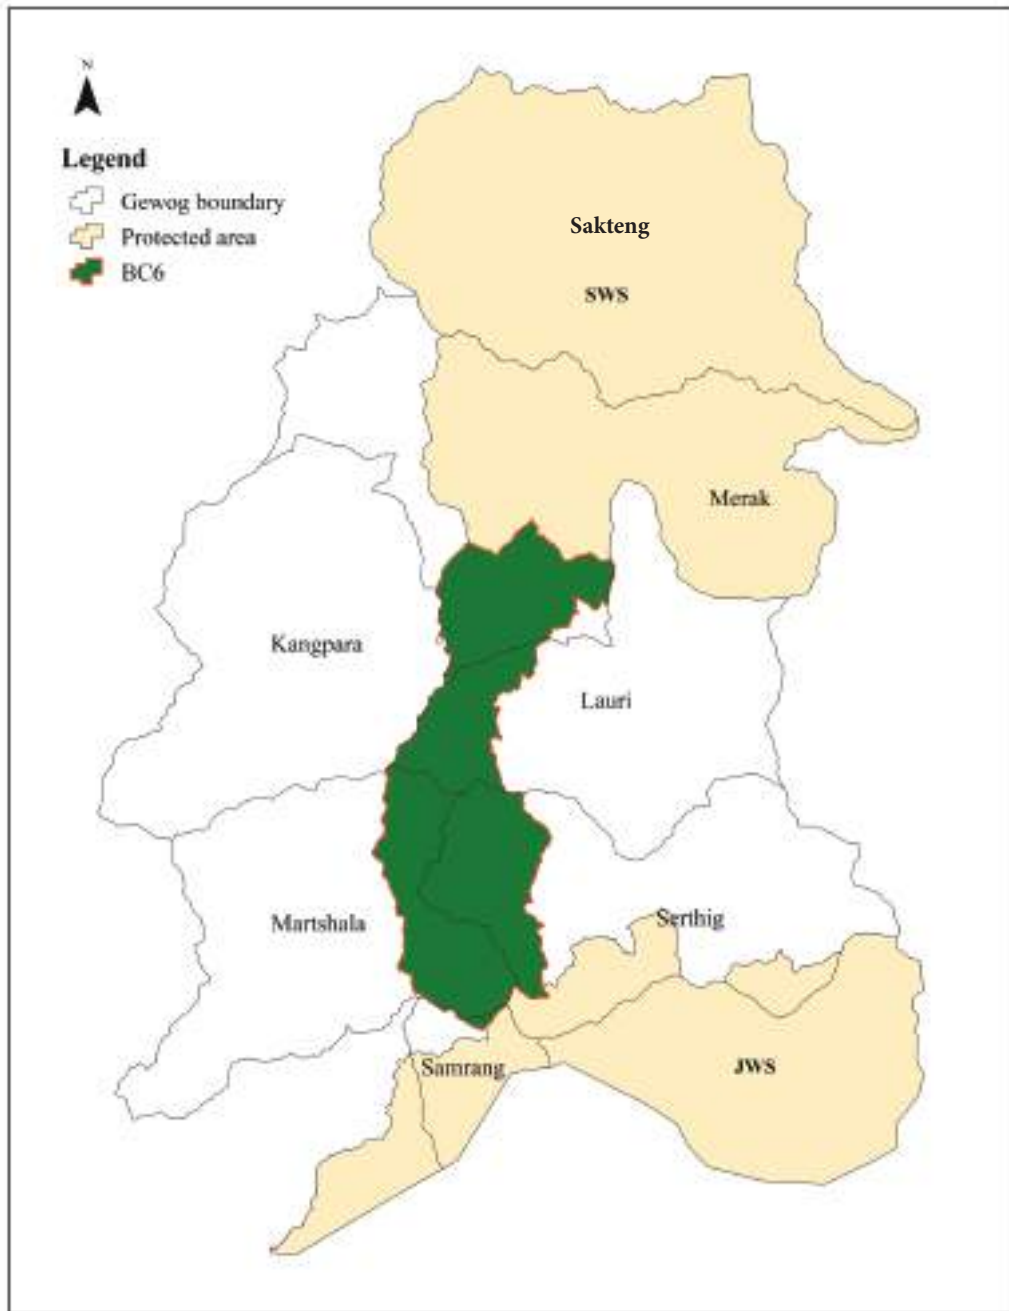 N
Legend
Gewog boundary
Protected area
BC6
Sakteng
SWS
Merak
Kangpara
Lauri
Martshala
Serthig
Samrang
JWS